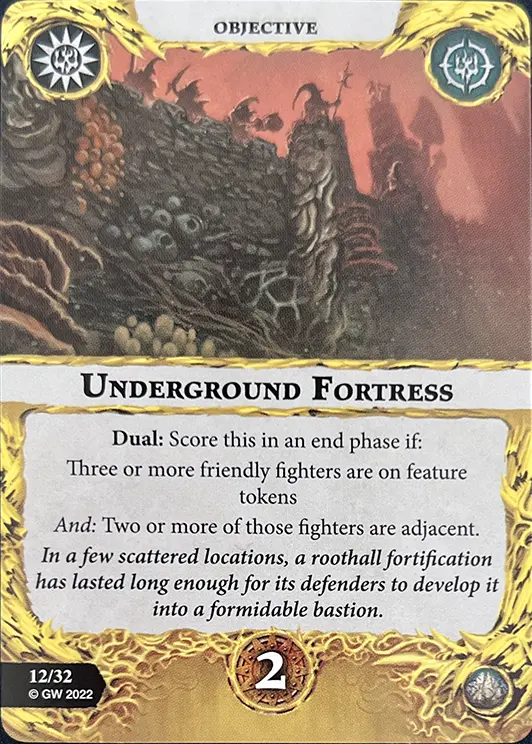 OBJECTIVE
UNDERGROUND FORTRESS
Dual: Score this in an end phase if:
Three or more friendly fighters are on feature
tokens
And: Two or more of those fighters are adjacent.
In a few scattered locations, a roothall fortification
has lasted long enough for its defenders to develop it
into a formidable bastion.
2
12/32
© GW 2022